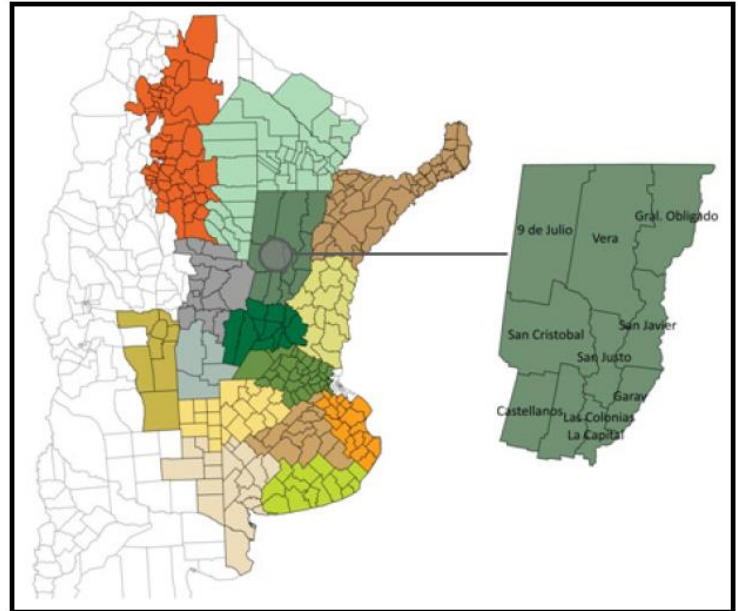 9 de Julio
Vera
Gral. Obligado
San Cristobal
San Javier
San Justo
Castellanos
Las Colonias
Garay
La Capital